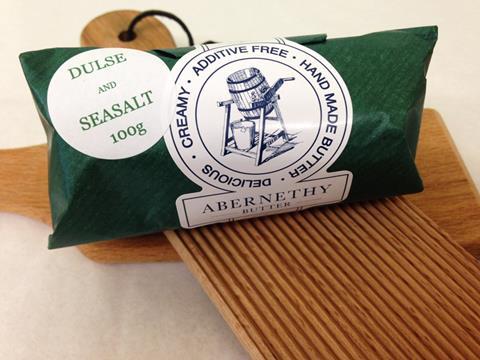 DULSE
AND
SEASALT
100g
DELICIOUS · CREAMY · ADDITIVE FREE · HAND MADE BUTTER ·
ABERNETHY
BUTTER